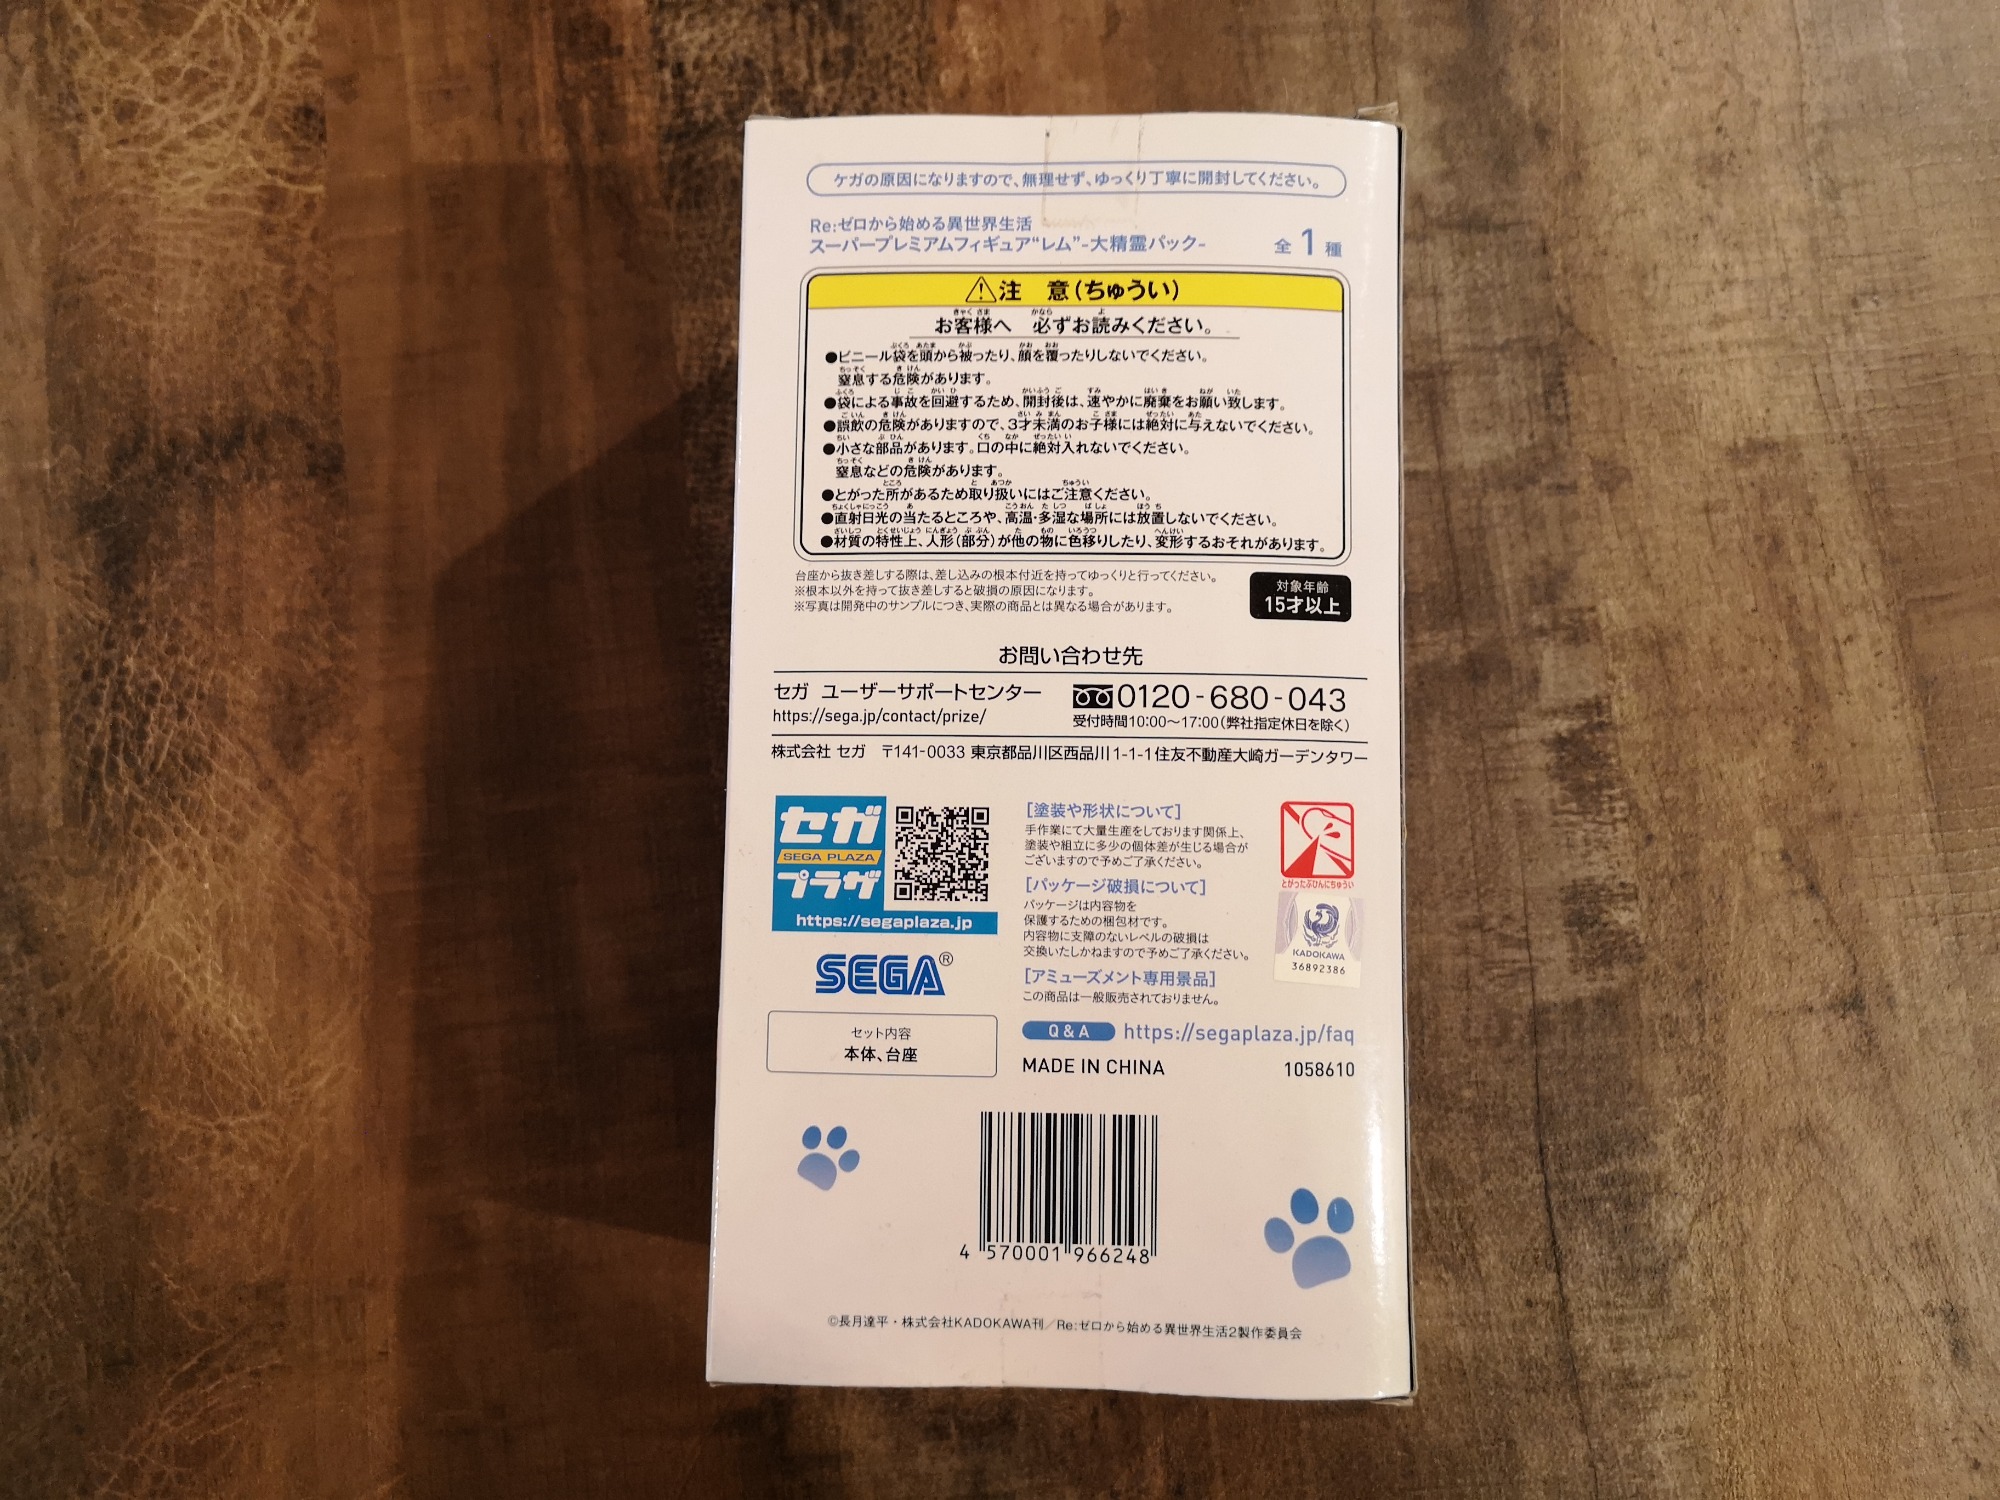 ケガの原因になりますので、無理せず、ゆっくり丁寧に開封してください。
Re:ゼロから始める異世界生活
スーパープレミアムフィギュア“レム”-大精霊パック-
全1種
注 意(ちゅうい)
お客様へ 必ずお読みください。
●ビニール袋を頭から被ったり、顔を覆ったりしないでください。
窒息する危険があります。
●袋による事故を回避するため、開封後は、速やかに廃棄をお願い致します。
●誤飲の危険がありますので、3才未満のお子様には絶対に与えないでください。
●小さな部品があります。口の中に絶対入れないでください。
窒息などの危険があります。
●とがった所があるため取り扱いにはご注意ください。
●直射日光の当たるところや、高温・多湿な場所には放置しないでください。
●材質の特性上、人形(部分)が他の物に色移りしたり、変形するおそれがあります。
台座から抜き差しする際は、差し込みの根本付近を持ってゆっくりと行ってください。
※根本以外を持って抜き差しすると破損の原因になります。
※写真は開発中のサンプルにつき、実際の商品とは異なる場合があります。
対象年齢
15才以上
お問い合わせ先
セガ ユーザーサポートセンター
https://sega.jp/contact/prize/
0120-680-043
受付時間10:00〜17:00(弊社指定休日を除く)
株式会社 セガ 〒141-0033 東京都品川区西品川1-1-1住友不動産大崎ガーデンタワー
セガ
SEGA PLAZA
プラザ
https://segaplaza.jp
SEGA®
セット内容
本体、台座
[塗装や形状について]
手作業にて大量生産をしております関係上、
塗装や組立に多少の個体差が生じる場合が
ございますので予めご了承ください。
[パッケージ破損について]
パッケージは内容物を
保護するための梱包材です。
内容物に支障のないレベルの破損は
交換いたしかねますので予めご了承ください。
[アミューズメント専用景品]
この商品は一般販売されておりません。
とがったぶひんにちゅうい
KADOKAWA
36892386
Q&A https://segaplaza.jp/faq
MADE IN CHINA
1058610
4 570001 966248
©長月達平・株式会社KADOKAWA刊／Re:ゼロから始める異世界生活2製作委員会